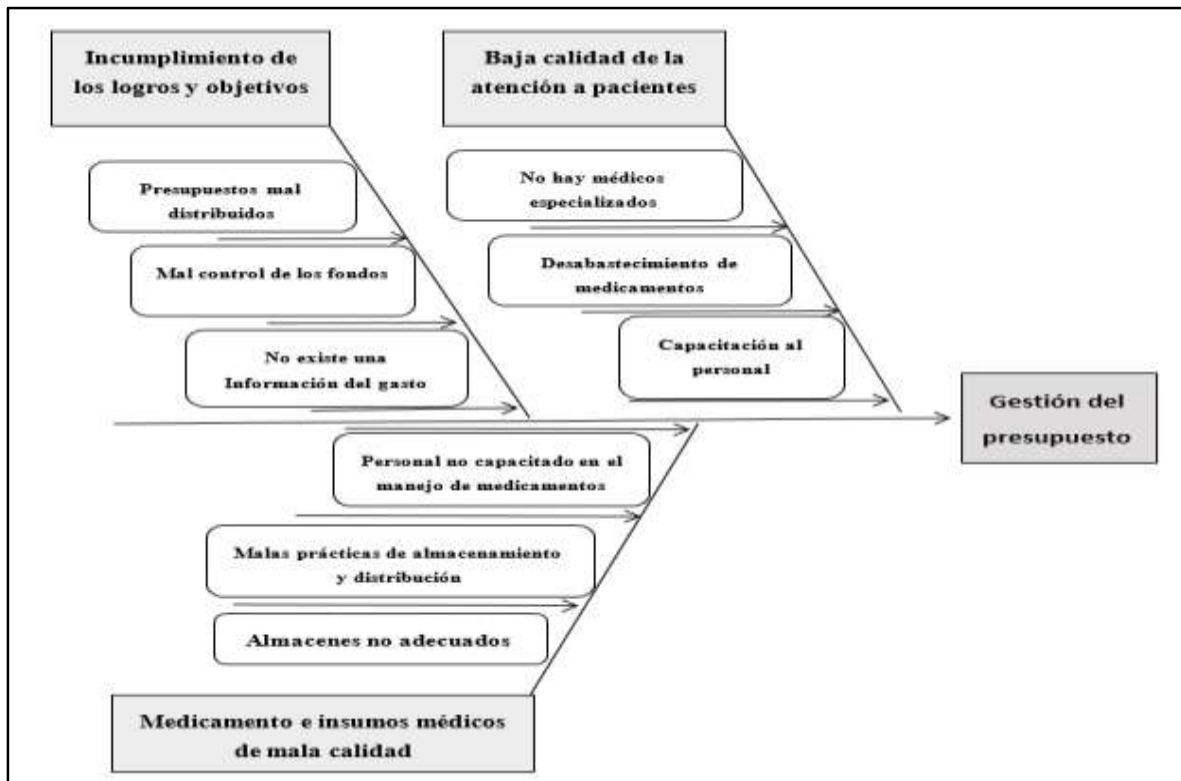 Incumplimiento de
los logros y objetivos
Baja calidad de la
atención a pacientes
Presupuestos mal
distribuidos
Mal control de los fondos
No existe una
Información del gasto
No hay médicos
especializados
Desabastecimiento de
medicamentos
Capacitación al
personal
Gestión del
presupuesto
Personal no capacitado en el
manejo de medicamentos
Malas prácticas de almacenamiento
y distribución
Almacenes no adecuados
Medicamento e insumos médicos
de mala calidad